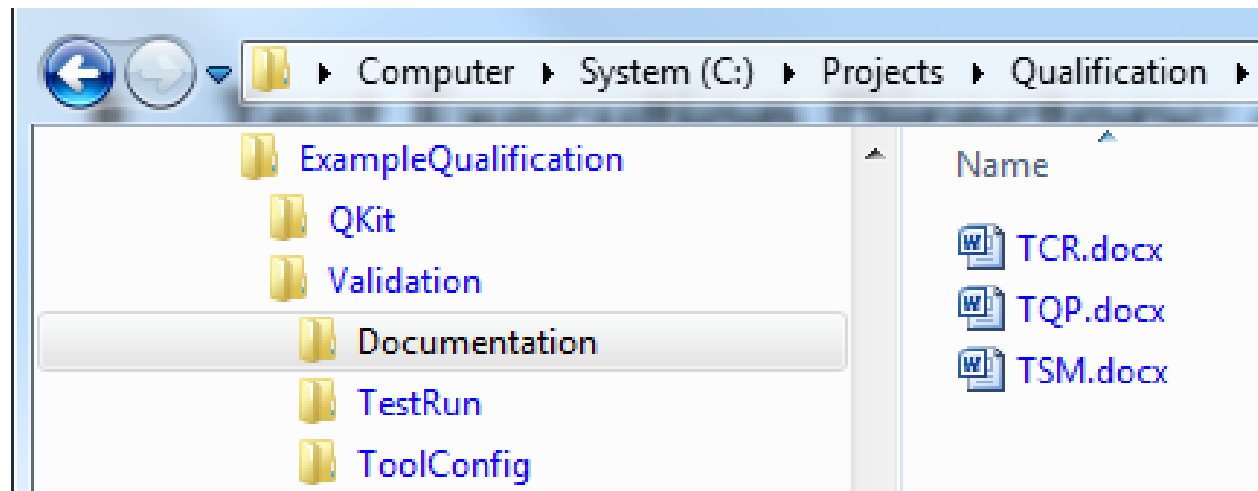 Computer System (C:) Projects Qualification
ExampleQualification
QKit
Validation
Documentation
TestRun
ToolConfig
Name
TCR.docx
TQP.docx
TSM.docx